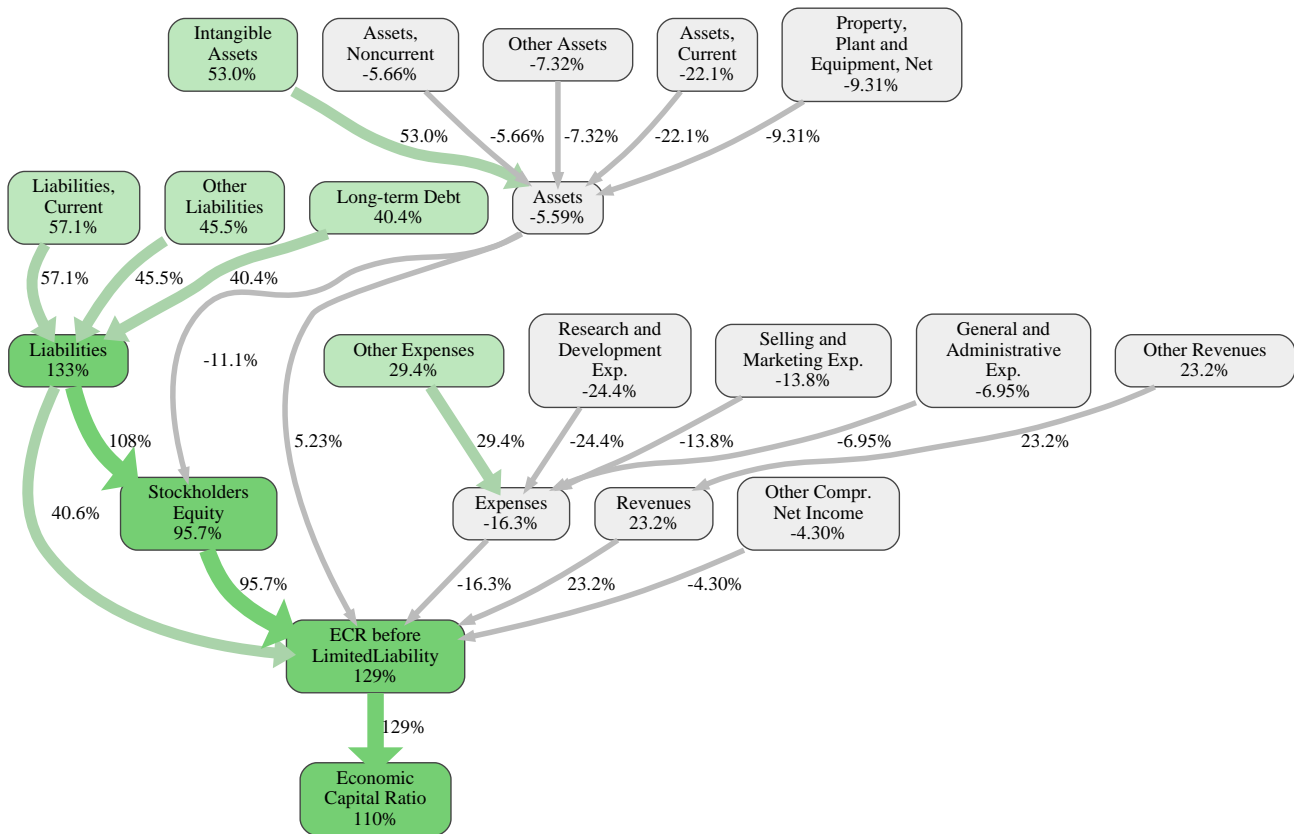 Intangible
Assets
53.0%
Assets,
Noncurrent
-5.66%
Other Assets
-7.32%
Assets,
Current
-22.1%
Property,
Plant and
Equipment, Net
-9.31%
53.0%
-5.66%
-7.32%
-22.1%
-9.31%
Liabilities,
Current
57.1%
Other
Liabilities
45.5%
Long-term Debt
40.4%
Assets
-5.59%
57.1%
45.5%
40.4%
Liabilities
133%
-11.1%
Other Expenses
29.4%
Research and
Development
Exp.
-24.4%
Selling and
Marketing Exp.
-13.8%
General and
Administrative
Exp.
-6.95%
Other Revenues
23.2%
108%
5.23%
29.4%
-24.4%
-13.8%
-6.95%
23.2%
40.6%
Stockholders
Equity
95.7%
Expenses
-16.3%
Revenues
23.2%
Other Compr.
Net Income
-4.30%
95.7%
-16.3%
23.2%
-4.30%
ECR before
LimitedLiability
129%
129%
Economic
Capital Ratio
110%